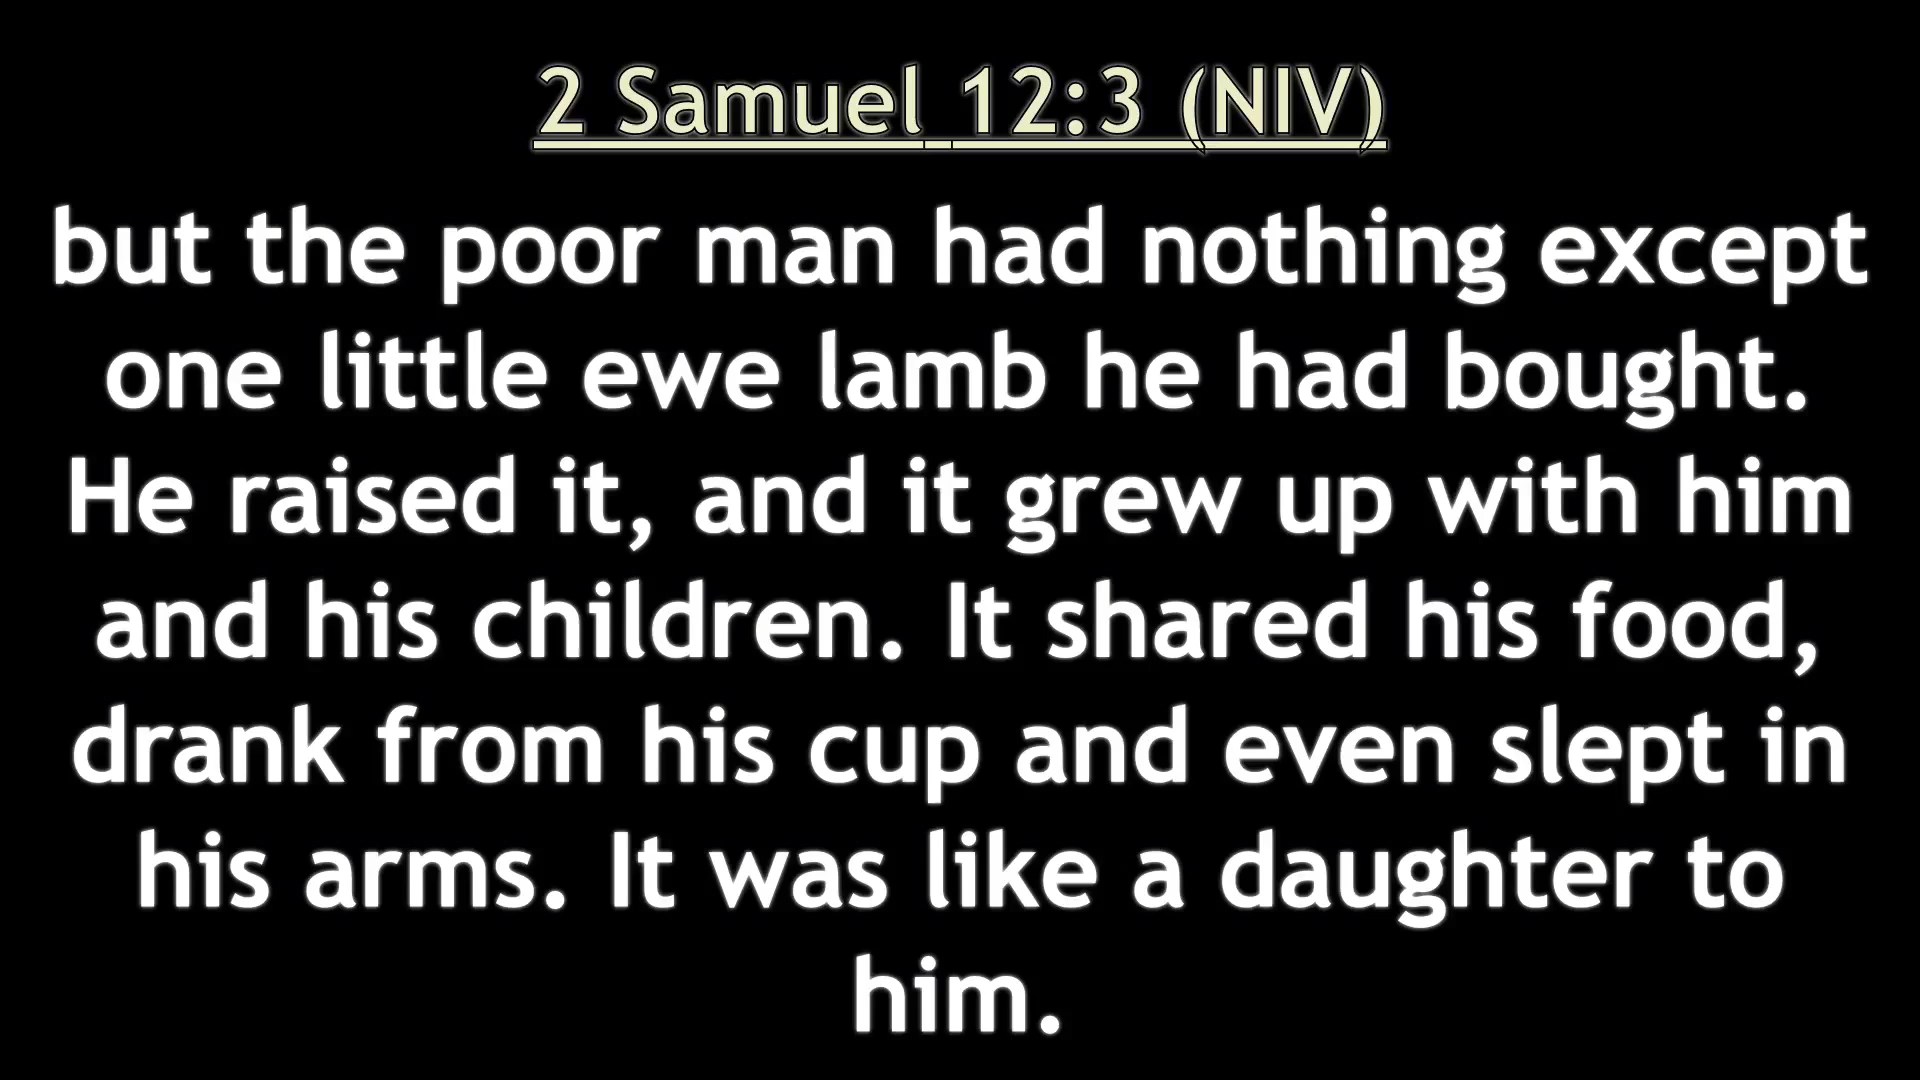 2 Samuel 12:3 (NIV)
but the poor man had nothing except
one little ewe lamb he had bought.
He raised it, and it grew up with him
and his children. It shared his food,
drank from his cup and even slept in
his arms. It was like a daughter to
him.